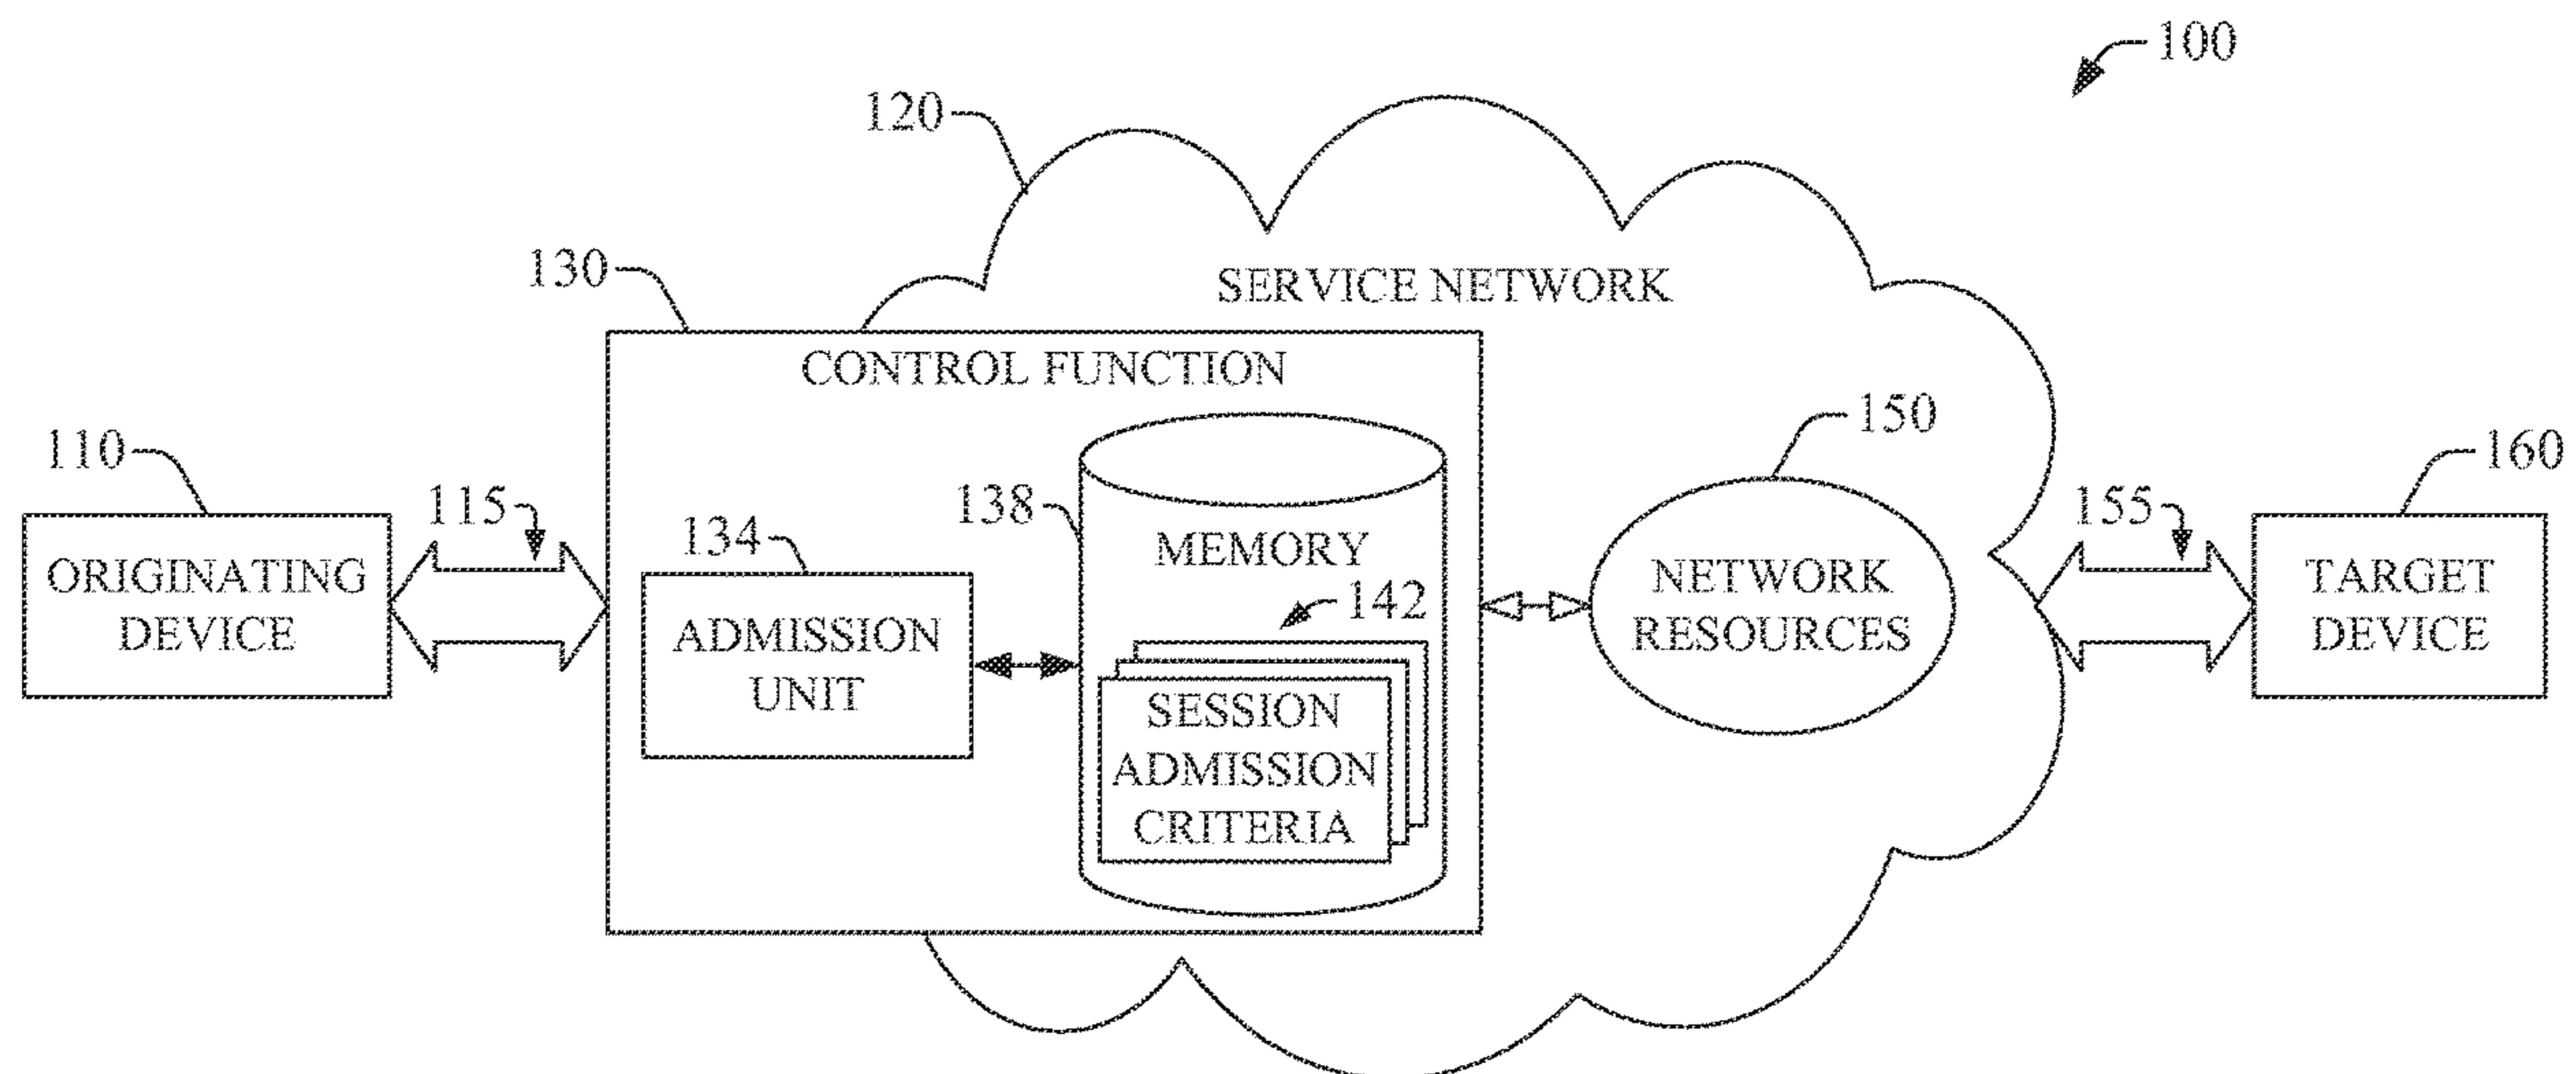 100
120
130
SERVICE NETWORK
CONTROL FUNCTION
110
115
ORIGINATING
DEVICE
134
ADMISSION
UNIT
138
MEMORY
142
SESSION
ADMISSION
CRITERIA
150
NETWORK
RESOURCES
155
160
TARGET
DEVICE